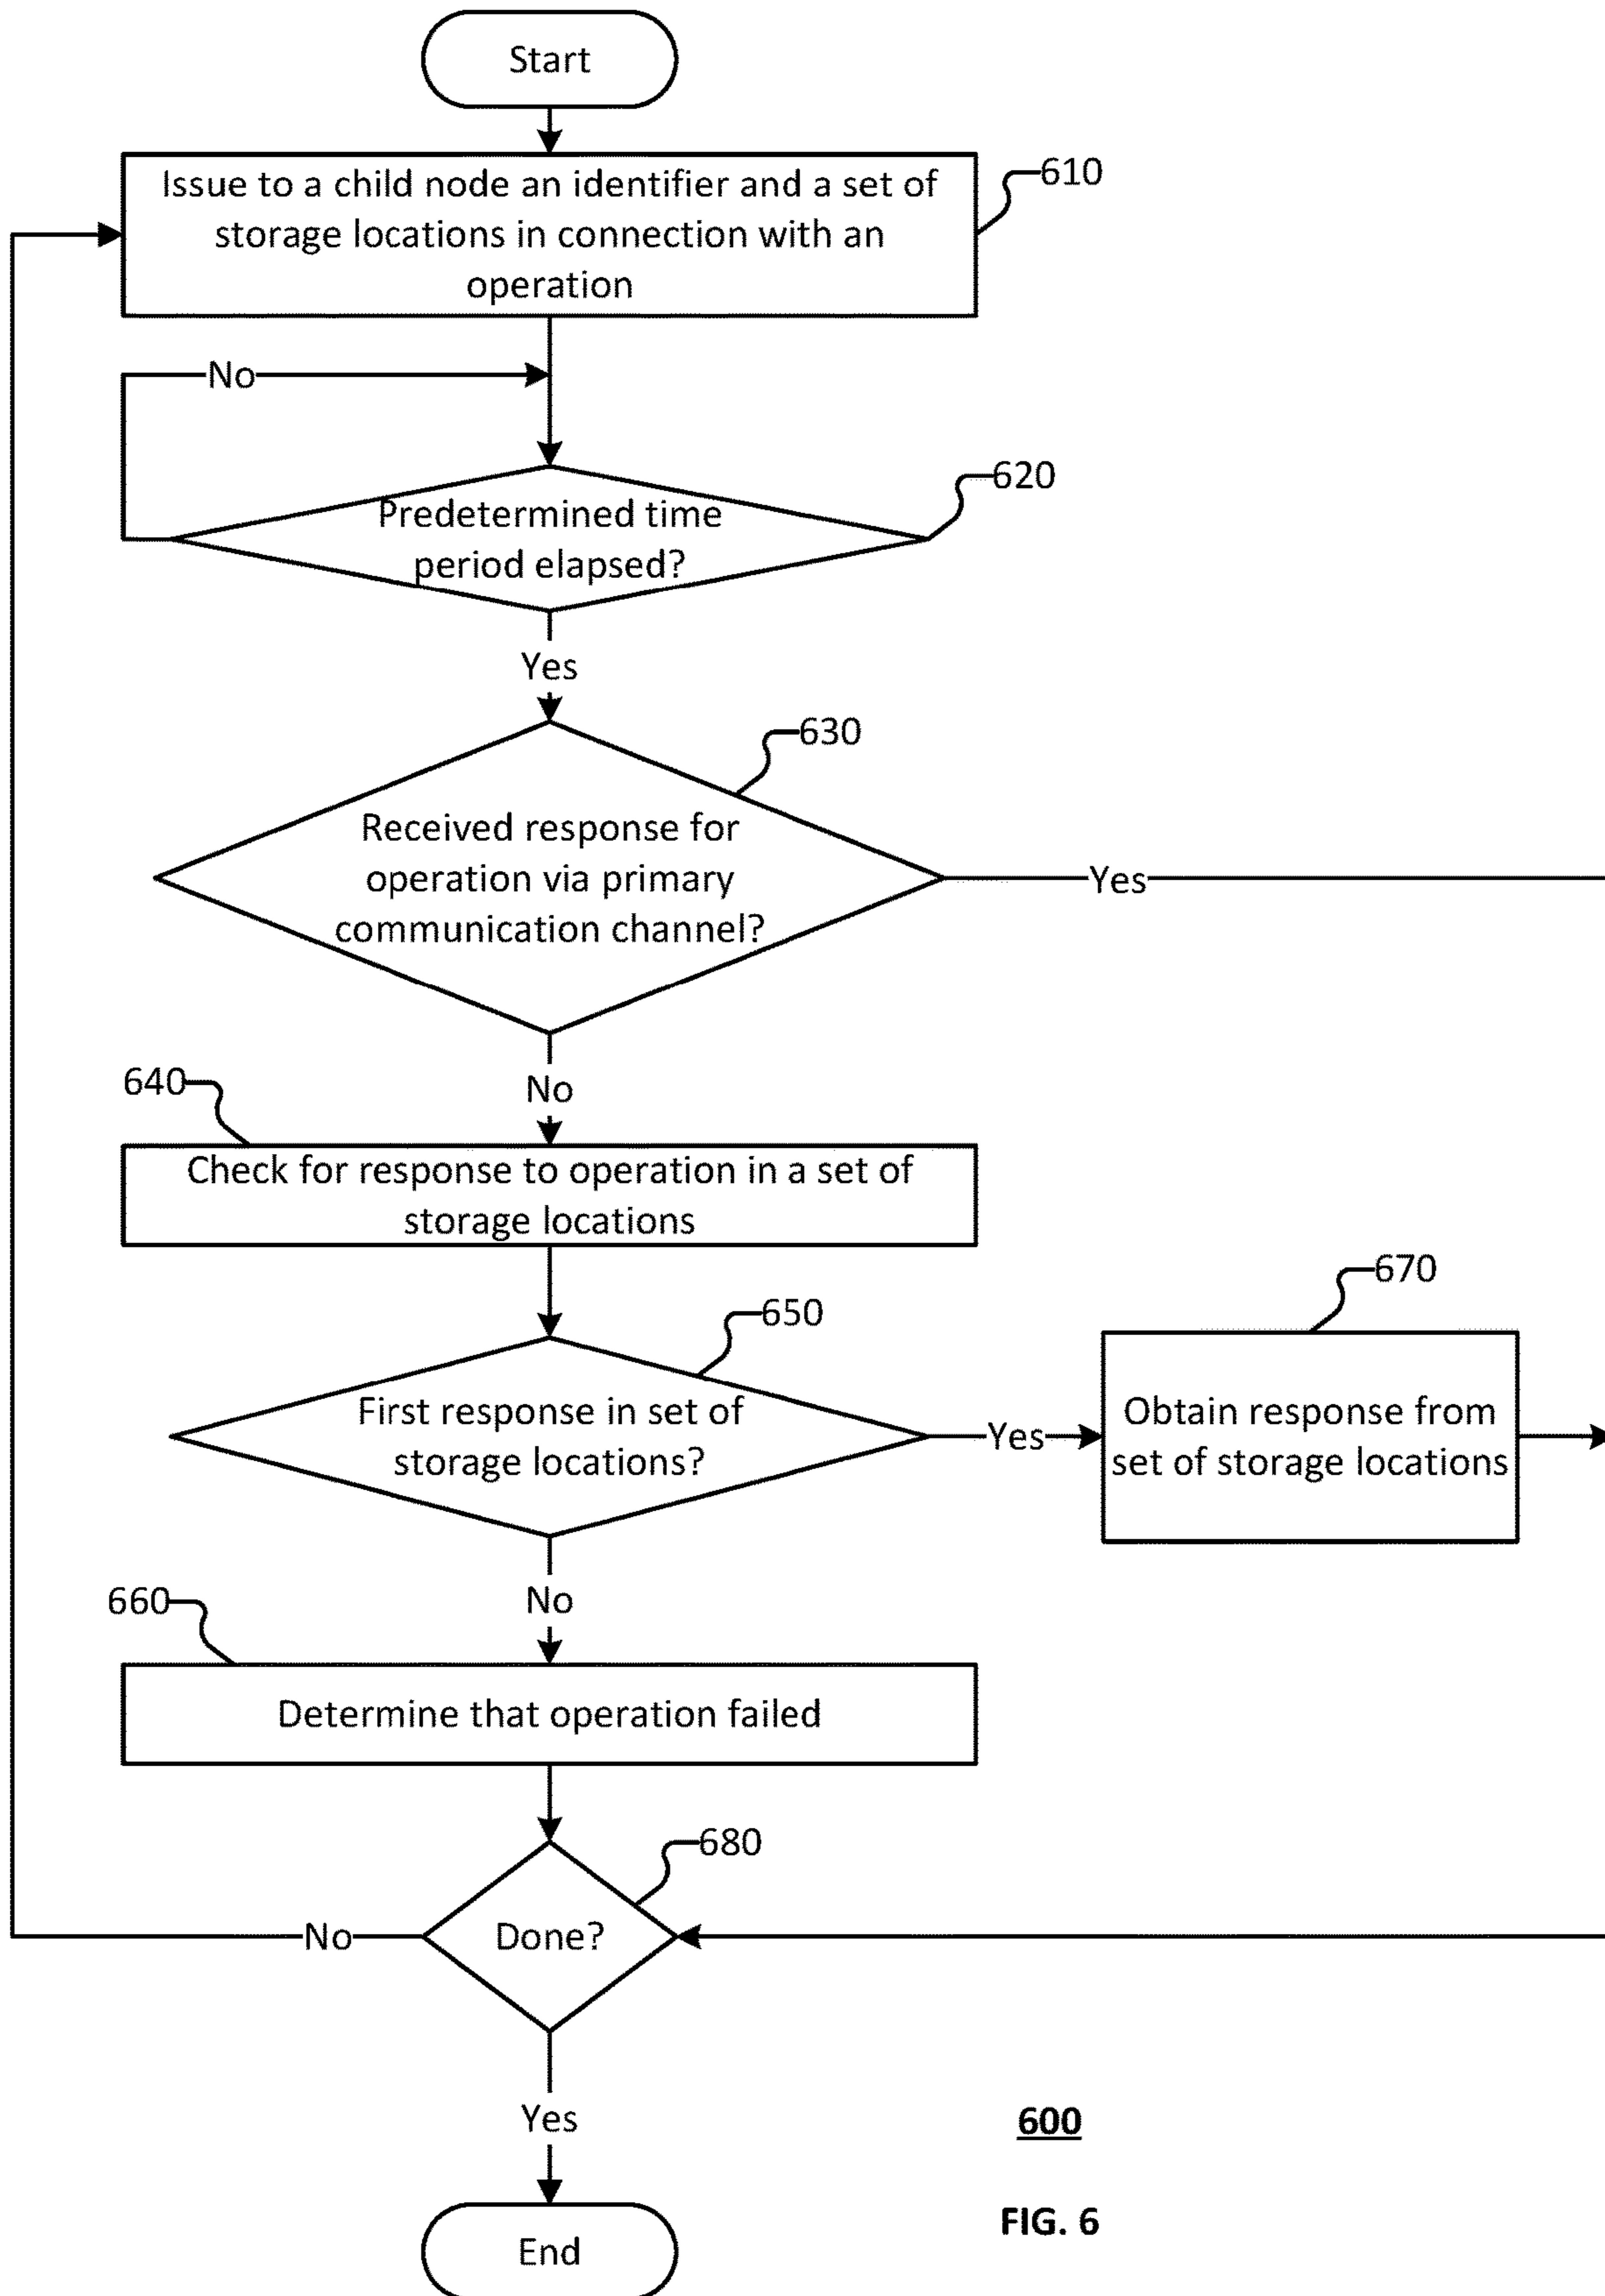 Start
Issue to a child node an identifier and a set of
storage locations in connection with an
operation
610
No
Predetermined time
period elapsed?
620
Yes
630
Received response for
operation via primary
communication channel?
Yes
No
640
Check for response to operation in a set of
storage locations
650
First response in set of
storage locations?
Yes
670
Obtain response from
set of storage locations
No
660
Determine that operation failed
680
Done?
No
Yes
End
600
FIG. 6